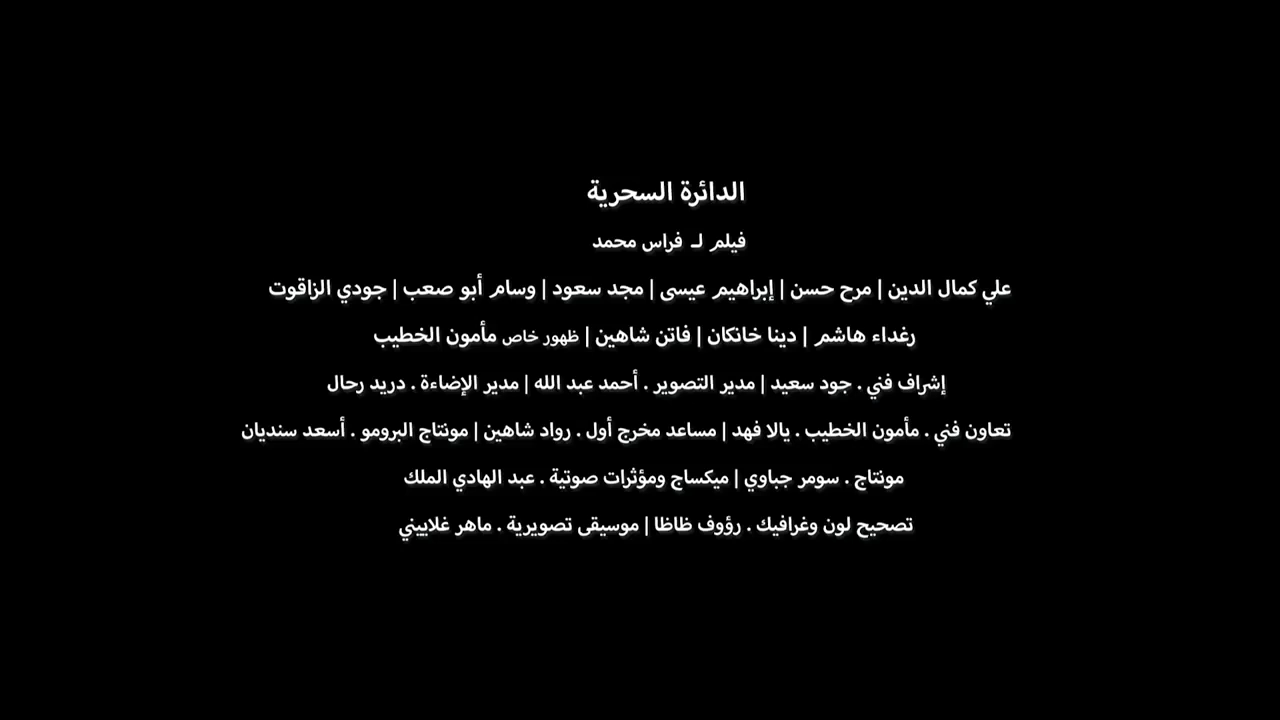 الدائرة السحرية
فيلم لـ فراس محمد
علي كمال الدين | مرح حسن | إبراهيم عيسى | مجد سعود | وسام أبو صعب | جودي الزاقوت
رغداء هاشم | دينا خانكان | فاتن شاهين | ظهور خاص مأمون الخطيب
إشراف فني . جود سعيد | مدير التصوير . أحمد عبد الله | مدير الإضاءة . دريد رحال
تعاون فني . مأمون الخطيب . يالا فهد | مساعد مخرج أول . رواد شاهين | مونتاج البرومو . أسعد سنديان
مونتاج . سومر جباوي | ميكساج ومؤثرات صوتية . عبد الهادي الملك
تصحيح لون وغرافيك . رؤوف ظاظا | موسيقى تصويرية . ماهر غلاييني